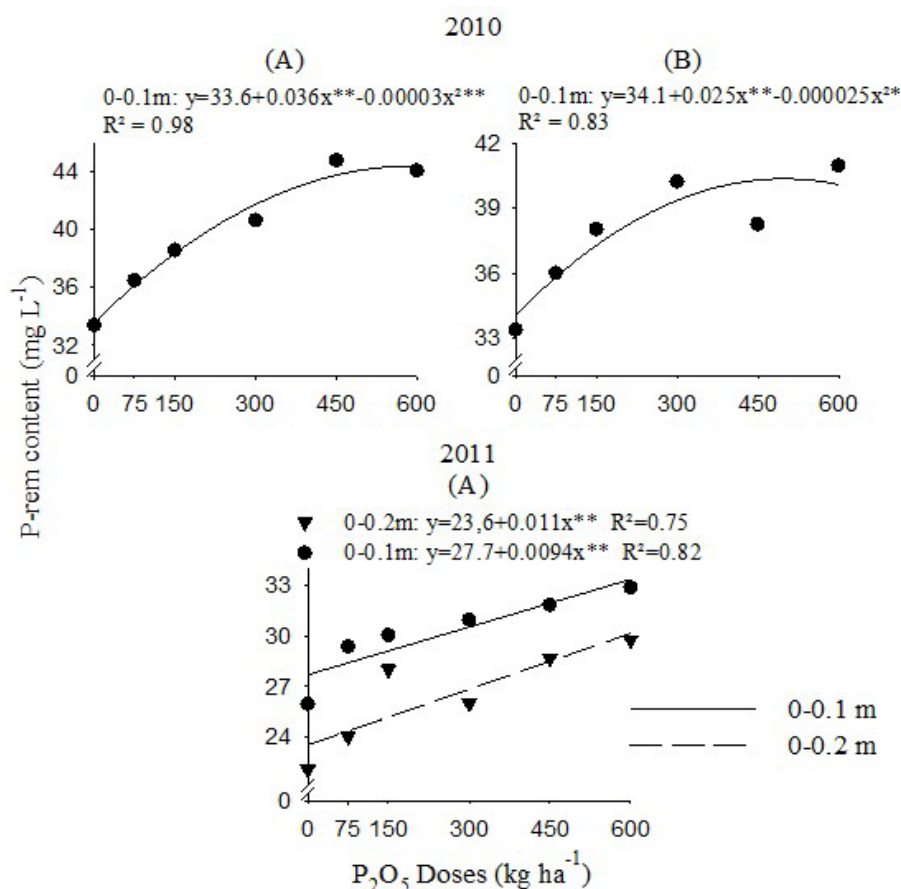 2010
(A)
0-0.1m: y=33.6+0.036x**-0.00003x²**
R² = 0.98
44
40
36
32
0
0 75 150 300 450 600
(B)
0-0.1m: y=34.1+0.025x**-0.000025x²*
R² = 0.83
42
39
36
33
0
0 75 150 300 450 600
P-rem content (mg L⁻¹)
2011
(A)
0-0.2m: y=23,6+0.011x** R²=0.75
0-0.1m: y=27.7+0.0094x** R²=0.82
33
30
27
24
0
0 75 150 300 450 600
0-0.1 m
0-0.2 m
P₂O₅ Doses (kg ha⁻¹)